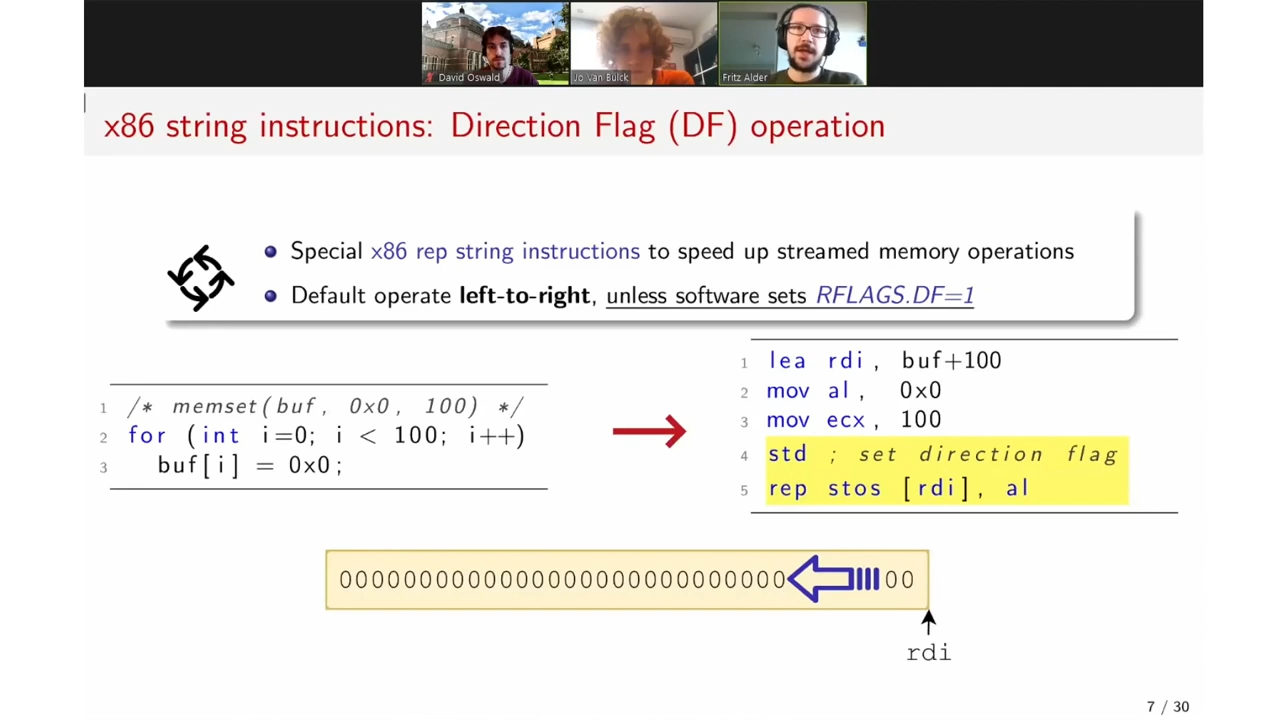 David Oswald
Jo Van Bulck
Fritz Alder
x86 string instructions: Direction Flag (DF) operation
Special x86 rep string instructions to speed up streamed memory operations
Default operate left-to-right, unless software sets RFLAGS.DF=1
1 /* memset(buf, 0x0, 100) */
2 for (int i=0; i < 100; i++)
3 buf[i] = 0x0;
1 lea rdi, buf+100
2 mov al, 0x0
3 mov ecx, 100
4 std ; set direction flag
5 rep stos [rdi], al
0000000000000000000000000000 00
rdi
7 / 30